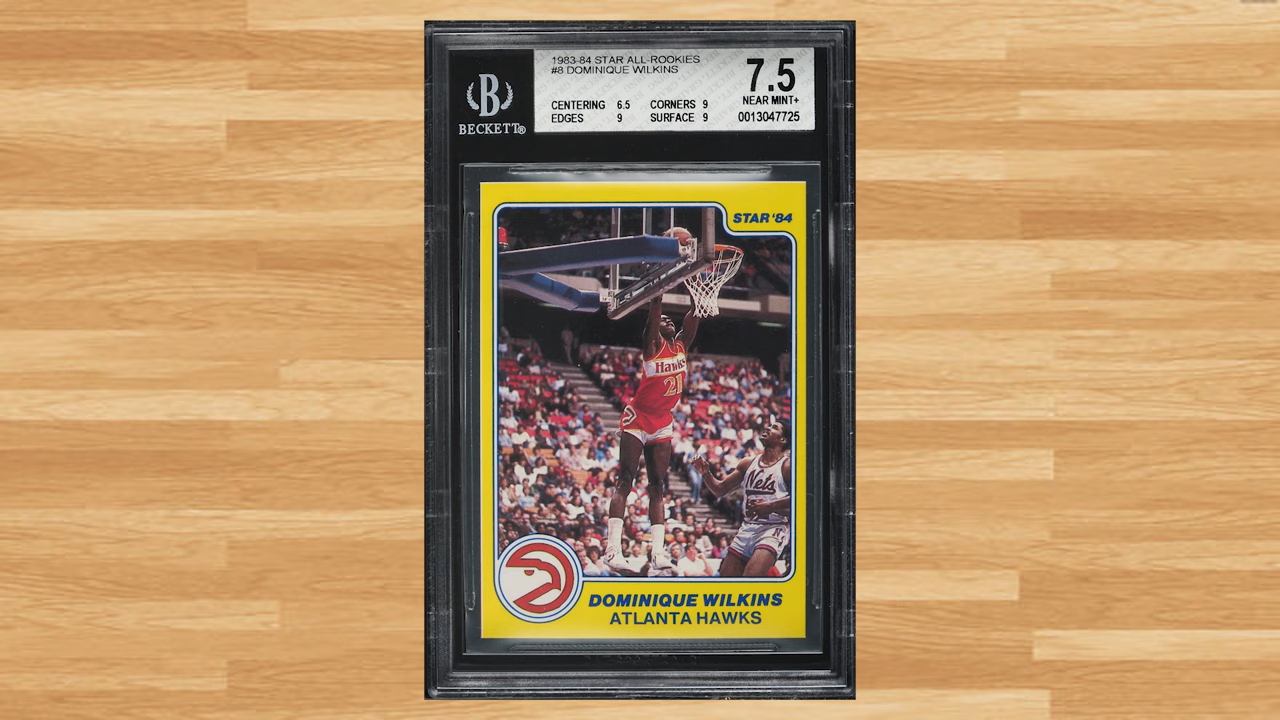 1983-84 STAR ALL-ROOKIES
#8 DOMINIQUE WILKINS
7.5
NEAR MINT+
CENTERING 6.5 CORNERS 9
EDGES 9 SURFACE 9
0013047725
B
BECKETT®
STAR '84
Hawks
21
Nets
DOMINIQUE WILKINS
ATLANTA HAWKS